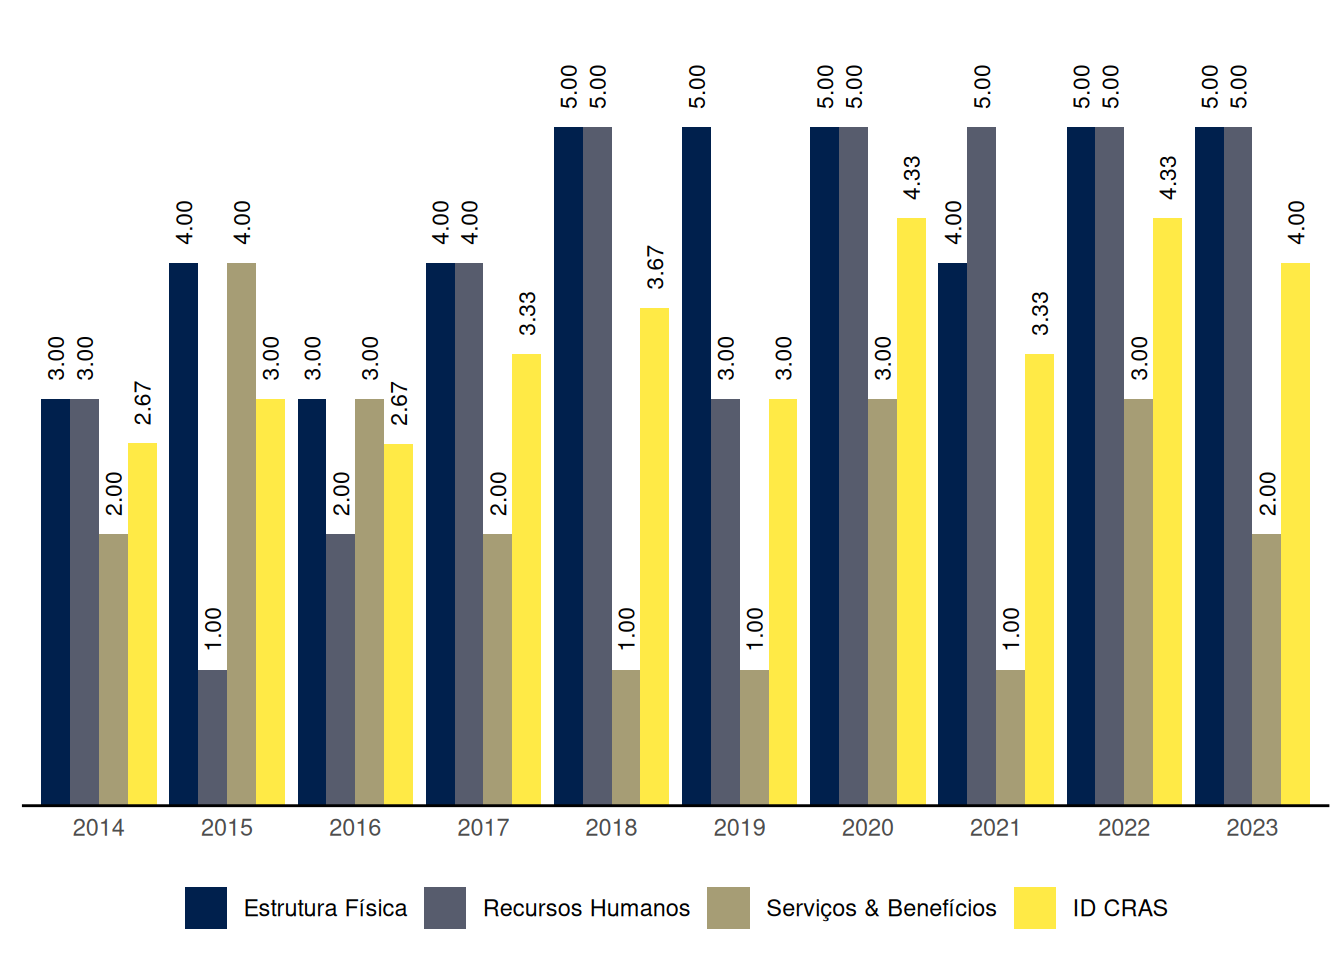 3.00 3.00 2.00 2.67
4.00 1.00 4.00 3.00
3.00 2.00 3.00 2.67
4.00 4.00 2.00 3.33
5.00 5.00 1.00 3.67
5.00 3.00 1.00 3.00
5.00 5.00 3.00 4.33
4.00 5.00 1.00 3.33
5.00 5.00 3.00 4.33
5.00 5.00 2.00 4.00
2014 2015 2016 2017 2018 2019 2020 2021 2022 2023
Estrutura Física Recursos Humanos Serviços & Benefícios ID CRAS